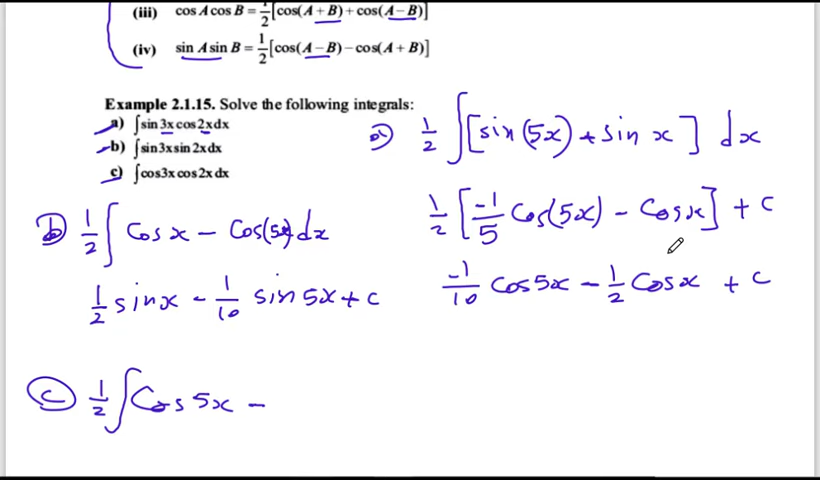 (iii) cos A cos B = 1/2 [cos(A + B) + cos(A − B)]
(iv) sin A sin B = 1/2 [cos(A − B) − cos(A + B)]
Example 2.1.15. Solve the following integrals:
a) ∫ sin 3x cos 2x dx
b) ∫ sin 3x sin 2x dx
c) ∫ cos 3x cos 2x dx
a) 1/2 ∫ [sin(5x) + sin x] dx
1/2 [-1/5 cos(5x) − cos x] + c
-1/10 cos 5x − 1/2 cos x + c
b) 1/2 ∫ cos x − cos(5x) dx
1/2 sin x − 1/10 sin 5x + c
c) 1/2 ∫ cos 5x −